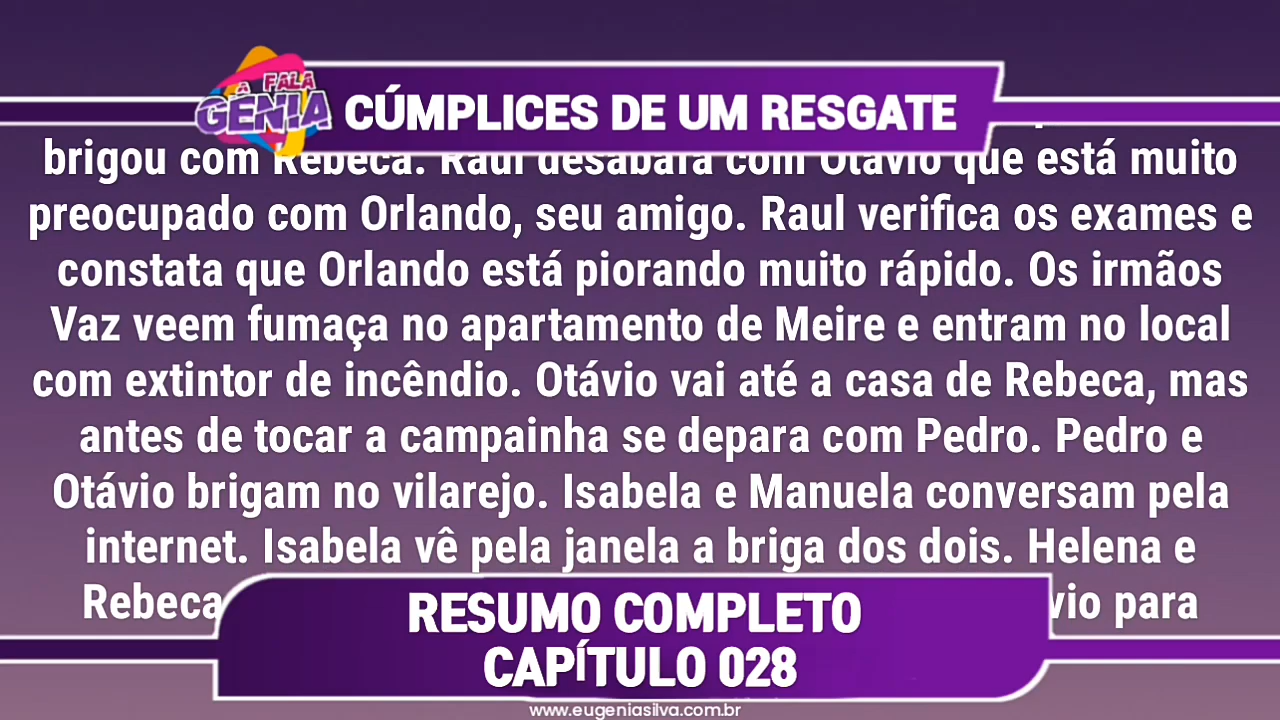 FALA
GÊNIA
CÚMPLICES DE UM RESGATE
brigou com Rebeca. Raul desabafa com Otávio que está muito
preocupado com Orlando, seu amigo. Raul verifica os exames e
constata que Orlando está piorando muito rápido. Os irmãos
Vaz veem fumaça no apartamento de Meire e entram no local
com extintor de incêndio. Otávio vai até a casa de Rebeca, mas
antes de tocar a campainha se depara com Pedro. Pedro e
Otávio brigam no vilarejo. Isabela e Manuela conversam pela
internet. Isabela vê pela janela a briga dos dois. Helena e
Rebeca vio para
RESUMO COMPLETO
CAPÍTULO 028
www.eugeniasilva.com.br